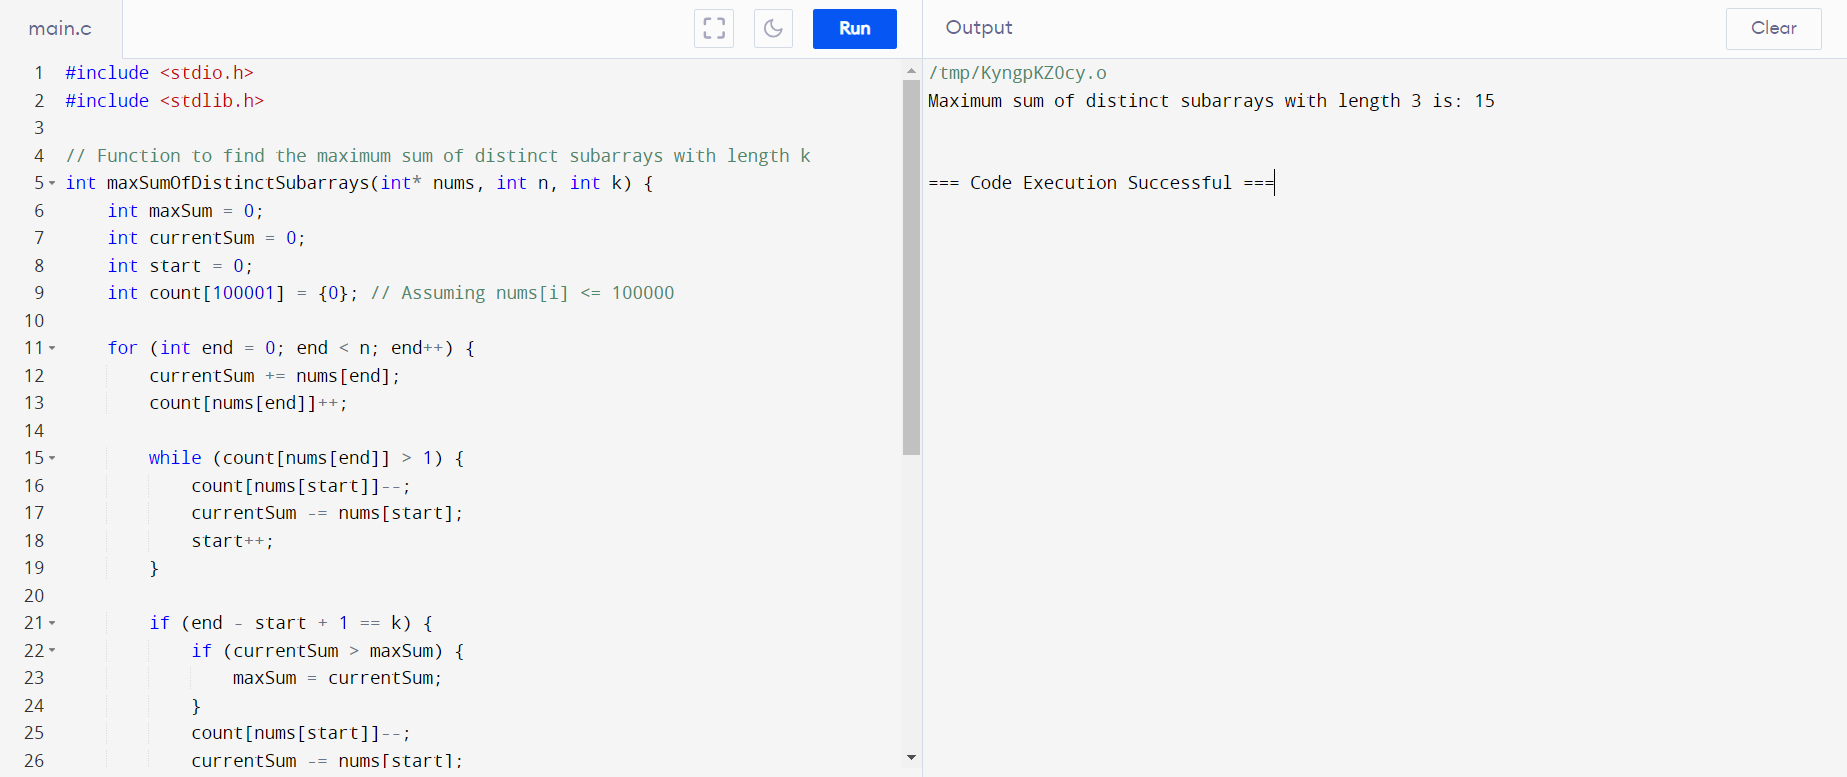 main.c
Run
1 #include <stdio.h>
2 #include <stdlib.h>
3
4 // Function to find the maximum sum of distinct subarrays with length k
5 int maxSumOfDistinctSubarrays(int* nums, int n, int k) {
6     int maxSum = 0;
7     int currentSum = 0;
8     int start = 0;
9     int count[100001] = {0}; // Assuming nums[i] <= 100000
10
11     for (int end = 0; end < n; end++) {
12         currentSum += nums[end];
13         count[nums[end]]++;
14
15         while (count[nums[end]] > 1) {
16             count[nums[start]]--;
17             currentSum -= nums[start];
18             start++;
19         }
20
21         if (end - start + 1 == k) {
22             if (currentSum > maxSum) {
23                 maxSum = currentSum;
24             }
25             count[nums[start]]--;
26             currentSum -= nums[start];
Output
Clear
/tmp/KyngpKZ0cy.o
Maximum sum of distinct subarrays with length 3 is: 15
=== Code Execution Successful ===